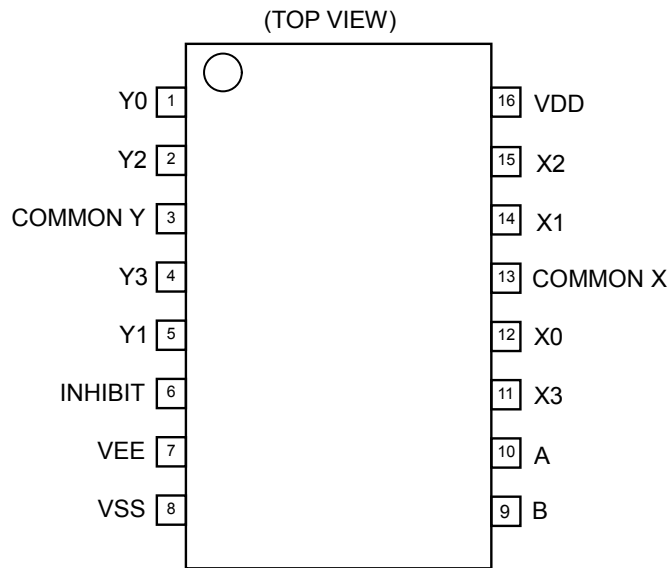 (TOP VIEW)
Y0 1 16 VDD
Y2 2 15 X2
COMMON Y 3 14 X1
Y3 4 13 COMMON X
Y1 5 12 X0
INHIBIT 6 11 X3
VEE 7 10 A
VSS 8 9 B